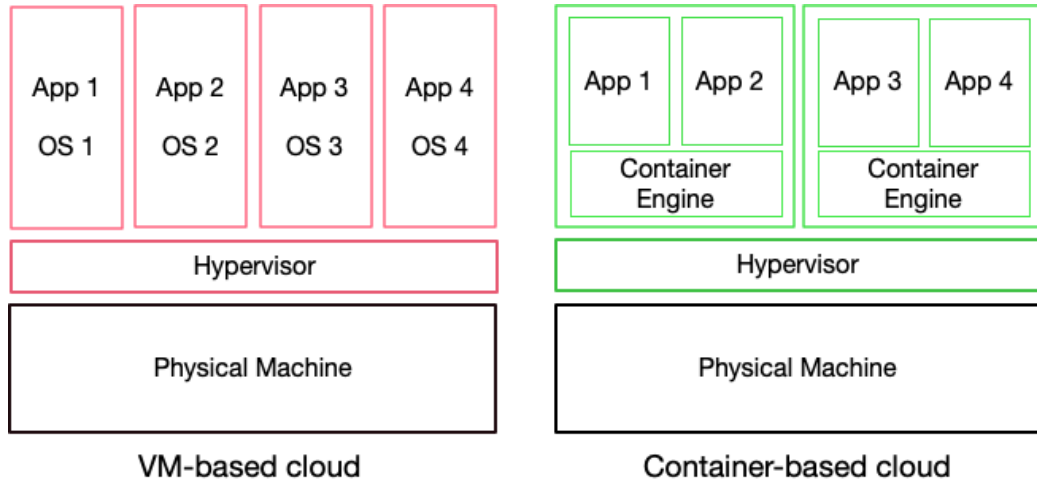 App 1
OS 1
App 2
OS 2
App 3
OS 3
App 4
OS 4
Hypervisor
Physical Machine
VM-based cloud
App 1
App 2
Container
Engine
App 3
App 4
Container
Engine
Hypervisor
Physical Machine
Container-based cloud